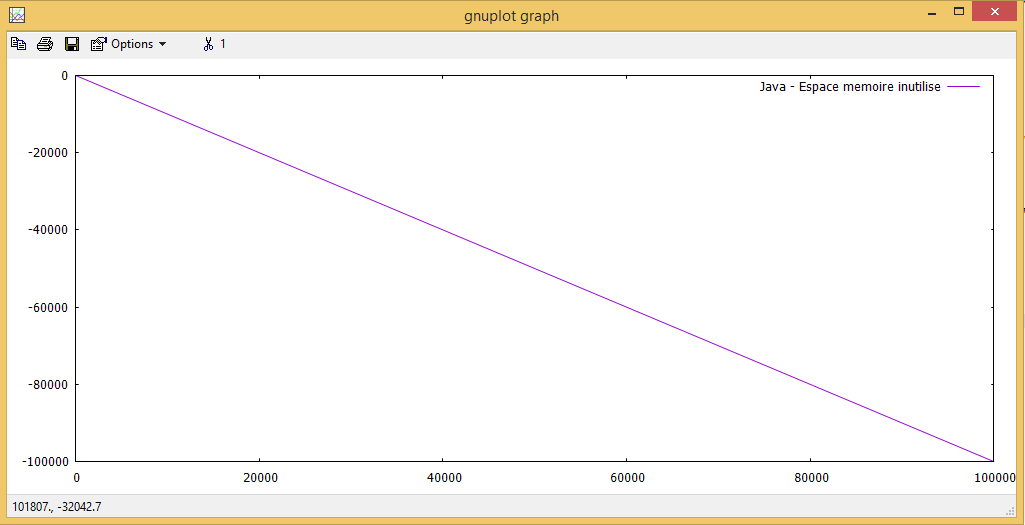 gnuplot graph
Options 1
Java - Espace memoire inutilise
0
-20000
-40000
-60000
-80000
-100000
0 20000 40000 60000 80000 100000
101807., -32042.7